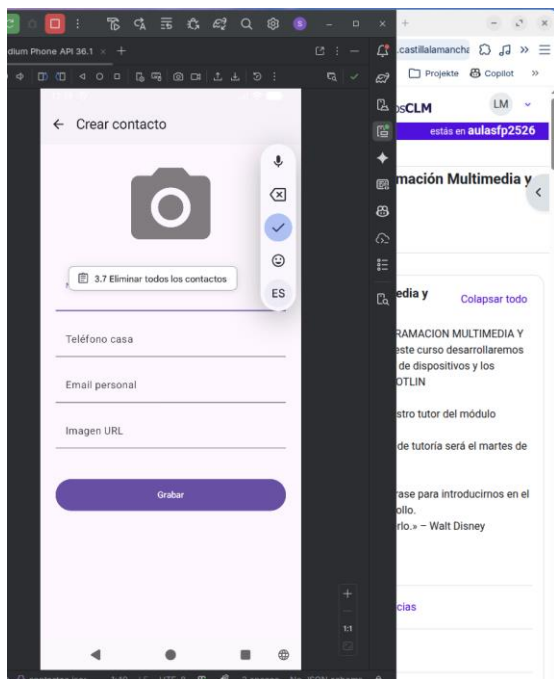 dium Phone API 36.1
Crear contacto
3.7 Eliminar todos los contactos
ES
Teléfono casa
Email personal
Imagen URL
Grabar
1:1
.castillalamancha
Projekte
Copilot
osCLM
LM
estás en aulasfp2526
mación Multimedia y
edia y
Colapsar todo
RAMACION MULTIMEDIA Y
este curso desarrollaremos
de dispositivos y los
OTLIN
stro tutor del módulo
de tutoría será el martes de
rase para introducirnos en el
ollo.
rlo.» – Walt Disney
cias